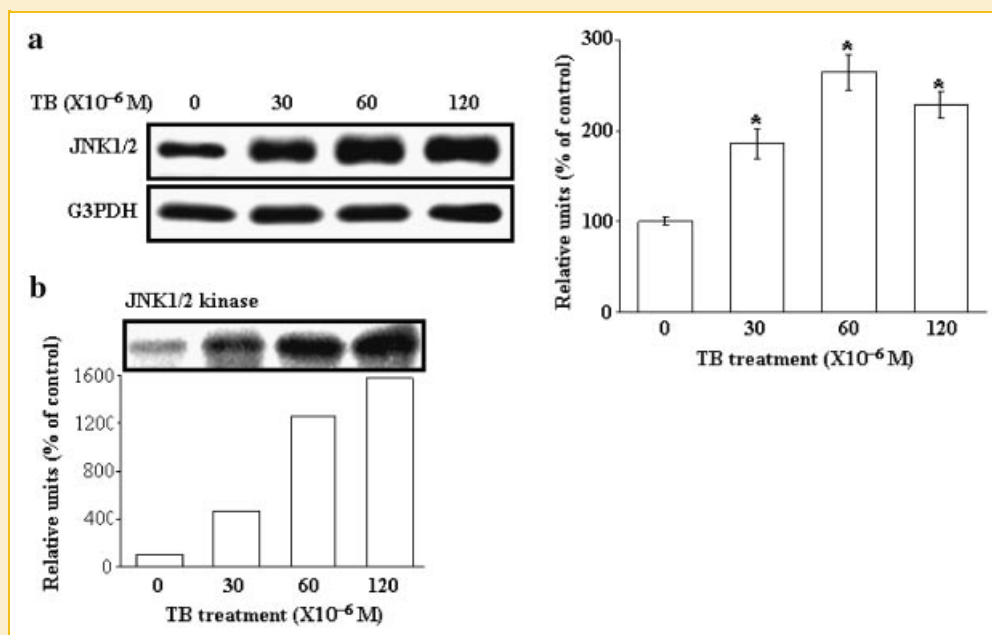 a
TB (X10⁻⁶ M) 0 30 60 120
JNK1/2
G3PDH
300
200
100
0
Relative units (% of control)
* * *
0 30 60 120
TB treatment (X10⁻⁶ M)
b
JNK1/2 kinase
1600
1200
800
400
0
Relative units (% of control)
0 30 60 120
TB treatment (X10⁻⁶ M)